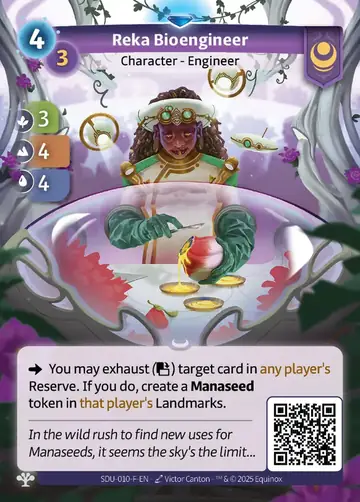 4
3
Reka Bioengineer
Character - Engineer
3
4
4
You may exhaust () target card in any player's
Reserve. If you do, create a Manaseed
token in that player's Landmarks.
In the wild rush to find new uses for
Manaseeds, it seems the sky's the limit...
SDU-010-F-EN - Victor Canton - ™ & © 2025 Equinox